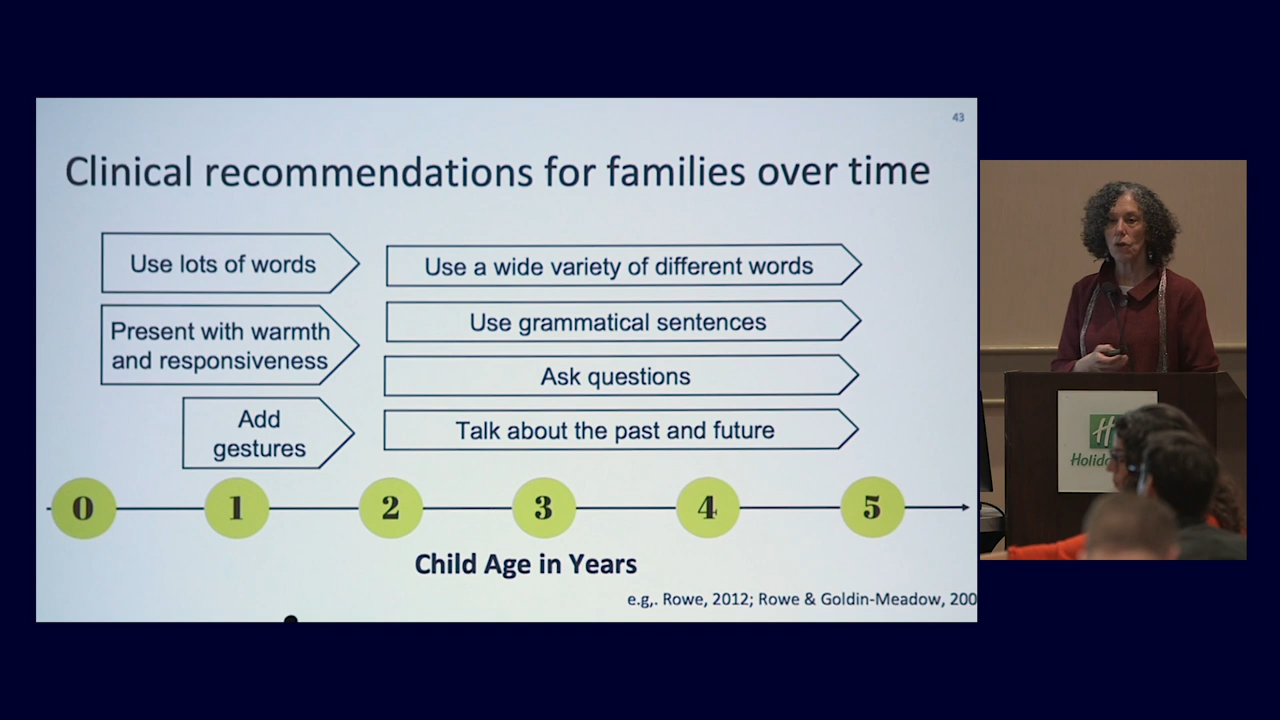 43
Clinical recommendations for families over time
Use lots of words
Present with warmth
and responsiveness
Add
gestures
Use a wide variety of different words
Use grammatical sentences
Ask questions
Talk about the past and future
0 1 2 3 4 5
Child Age in Years
e.g,. Rowe, 2012; Rowe & Goldin-Meadow, 200
H
Holid